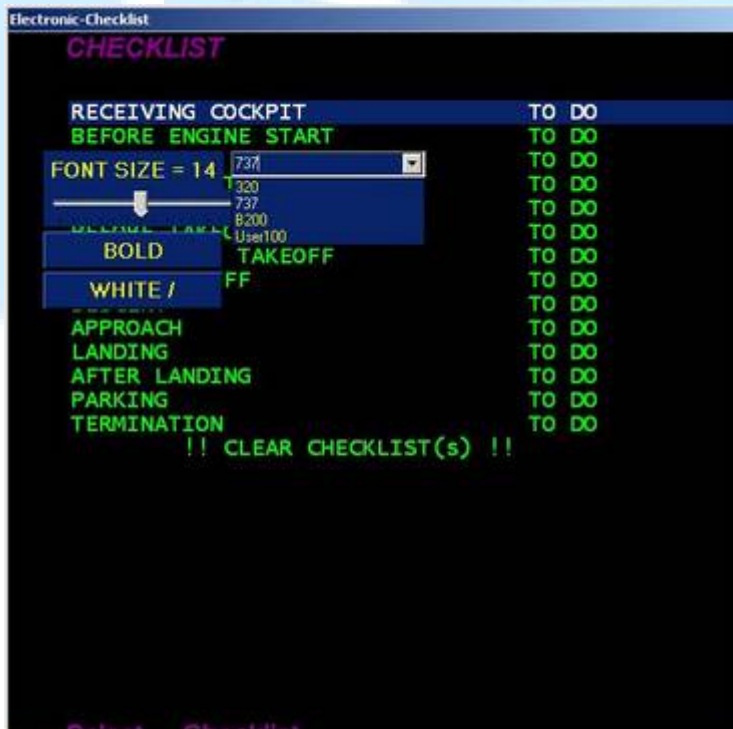 Electronic-Checklist
CHECKLIST
RECEIVING COCKPIT TO DO
BEFORE ENGINE START TO DO
FONT SIZE = 14 737 TO DO
320 TO DO
737 TO DO
B200
User100 TO DO
BOLD TAKEOFF TO DO
WHITE / FF TO DO
TO DO
APPROACH TO DO
LANDING TO DO
AFTER LANDING TO DO
PARKING TO DO
TERMINATION TO DO
!! CLEAR CHECKLIST(s) !!